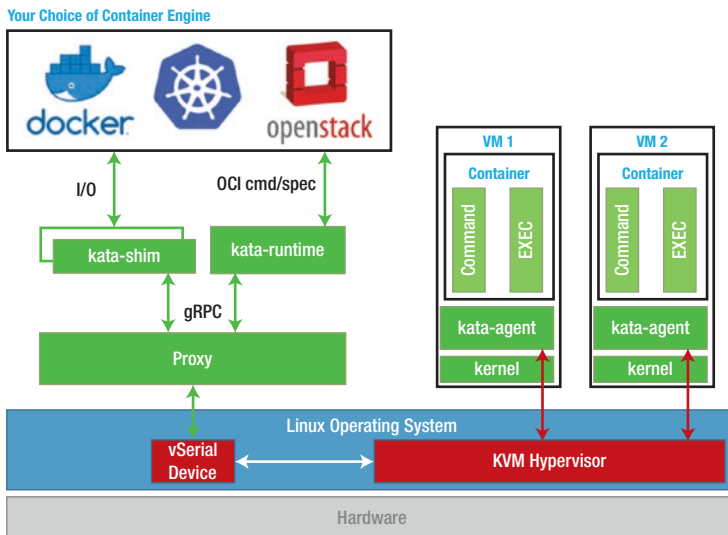 Your Choice of Container Engine
docker
openstack
I/O
OCI cmd/spec
kata-shim
kata-runtime
gRPC
Proxy
VM 1
Container
Command
EXEC
kata-agent
kernel
VM 2
Container
Command
EXEC
kata-agent
kernel
Linux Operating System
vSerial
Device
KVM Hypervisor
Hardware